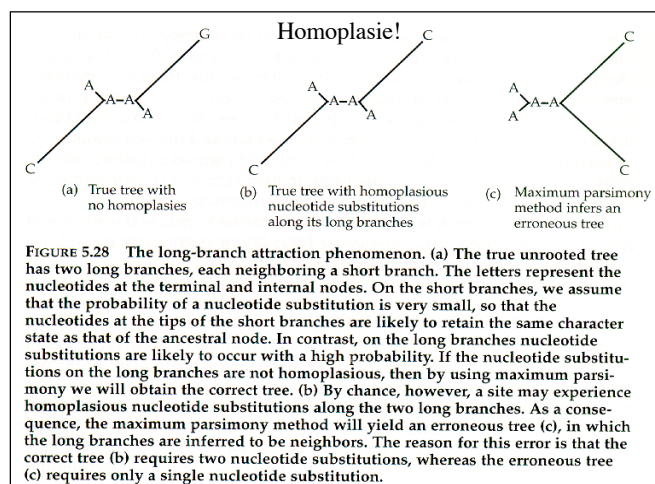 Homoplasie!
G
A
A–A
A
C
C
A
A–A
A
C
C
A
A–A
A
C
(a) True tree with
no homoplasies
(b) True tree with homoplasious
nucleotide substitutions
along its long branches
(c) Maximum parsimony
method infers an
erroneous tree
FIGURE 5.28 The long-branch attraction phenomenon. (a) The true unrooted tree
has two long branches, each neighboring a short branch. The letters represent the
nucleotides at the terminal and internal nodes. On the short branches, we assume
that the probability of a nucleotide substitution is very small, so that the
nucleotides at the tips of the short branches are likely to retain the same character
state as that of the ancestral node. In contrast, on the long branches nucleotide
substitutions are likely to occur with a high probability. If the nucleotide substitu-
tions on the long branches are not homoplasious, then by using maximum parsi-
mony we will obtain the correct tree. (b) By chance, however, a site may experience
homoplasious nucleotide substitutions along the two long branches. As a conse-
quence, the maximum parsimony method will yield an erroneous tree (c), in which
the long branches are inferred to be neighbors. The reason for this error is that the
correct tree (b) requires two nucleotide substitutions, whereas the erroneous tree
(c) requires only a single nucleotide substitution.